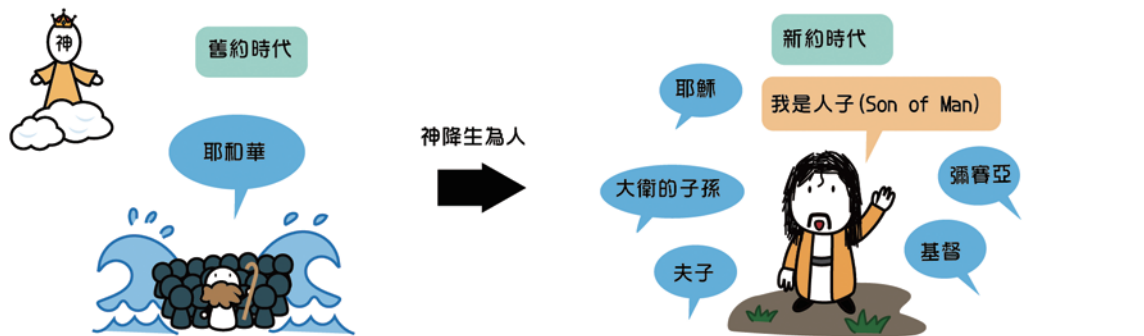 神
舊約時代
耶和華
神降生為人
新約時代
耶穌
我是人子(Son of Man)
大衛的子孫
彌賽亞
基督
夫子